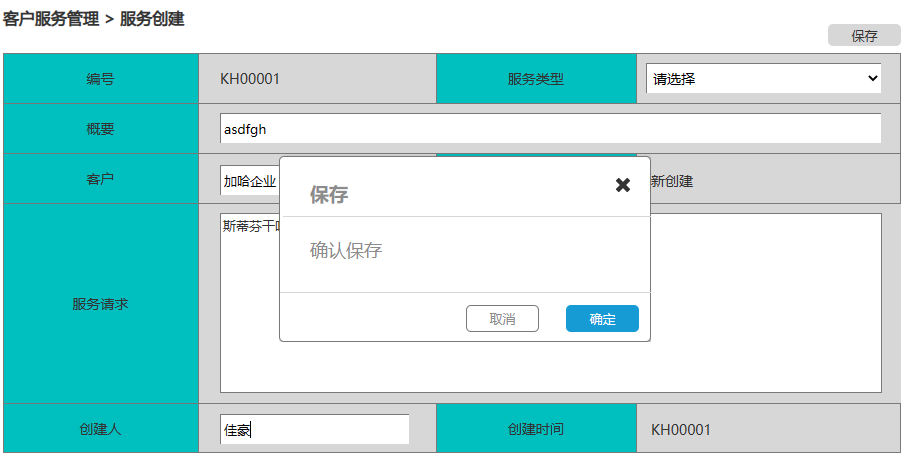 客户服务管理 > 服务创建
保存
编号 KH00001 服务类型 请选择
概要 asdfgh
客户 加哈企业 新创建
保存
确认保存
取消 确定
服务请求 斯蒂芬干
创建人 佳豪 创建时间 KH00001